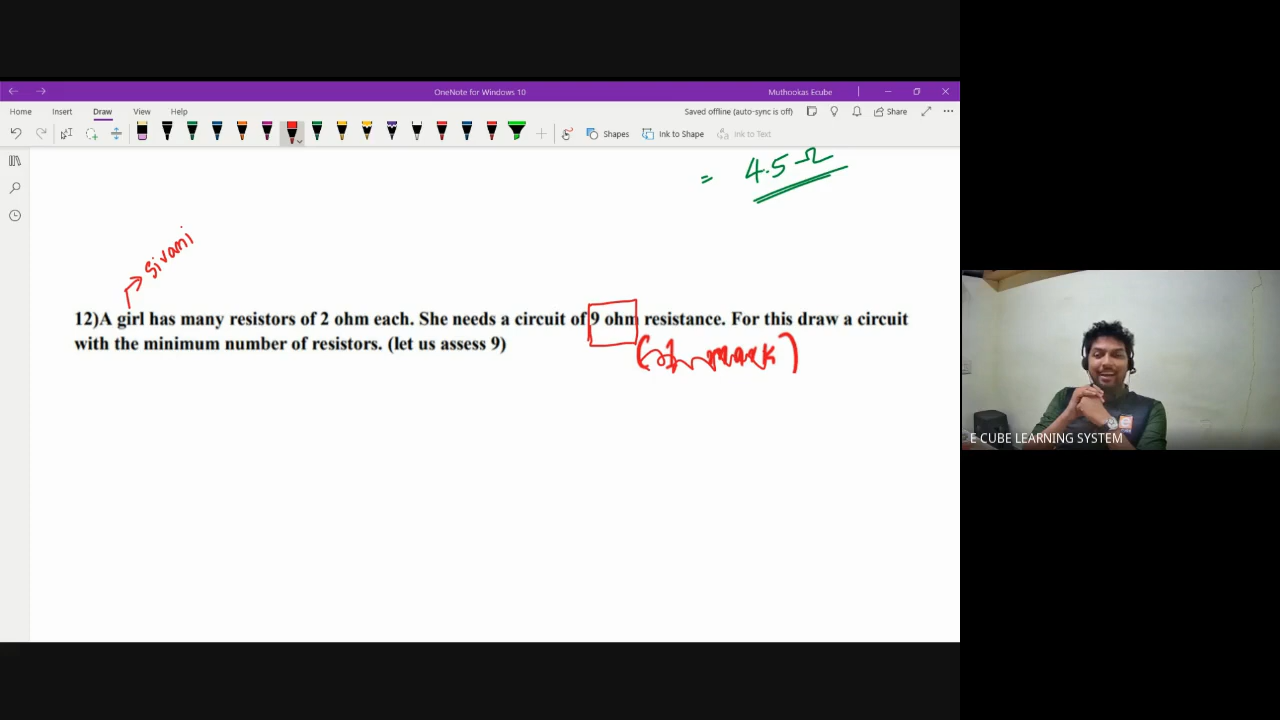 OneNote for Windows 10
Muthookas Ecube
Home Insert Draw View Help
Saved offline (auto-sync is off)
Share
Shapes
Ink to Shape
Ink to Text
= 4.5 Ω
Sivami
12)A girl has many resistors of 2 ohm each. She needs a circuit of 9 ohm resistance. For this draw a circuit
with the minimum number of resistors. (let us assess 9)
E CUBE LEARNING SYSTEM